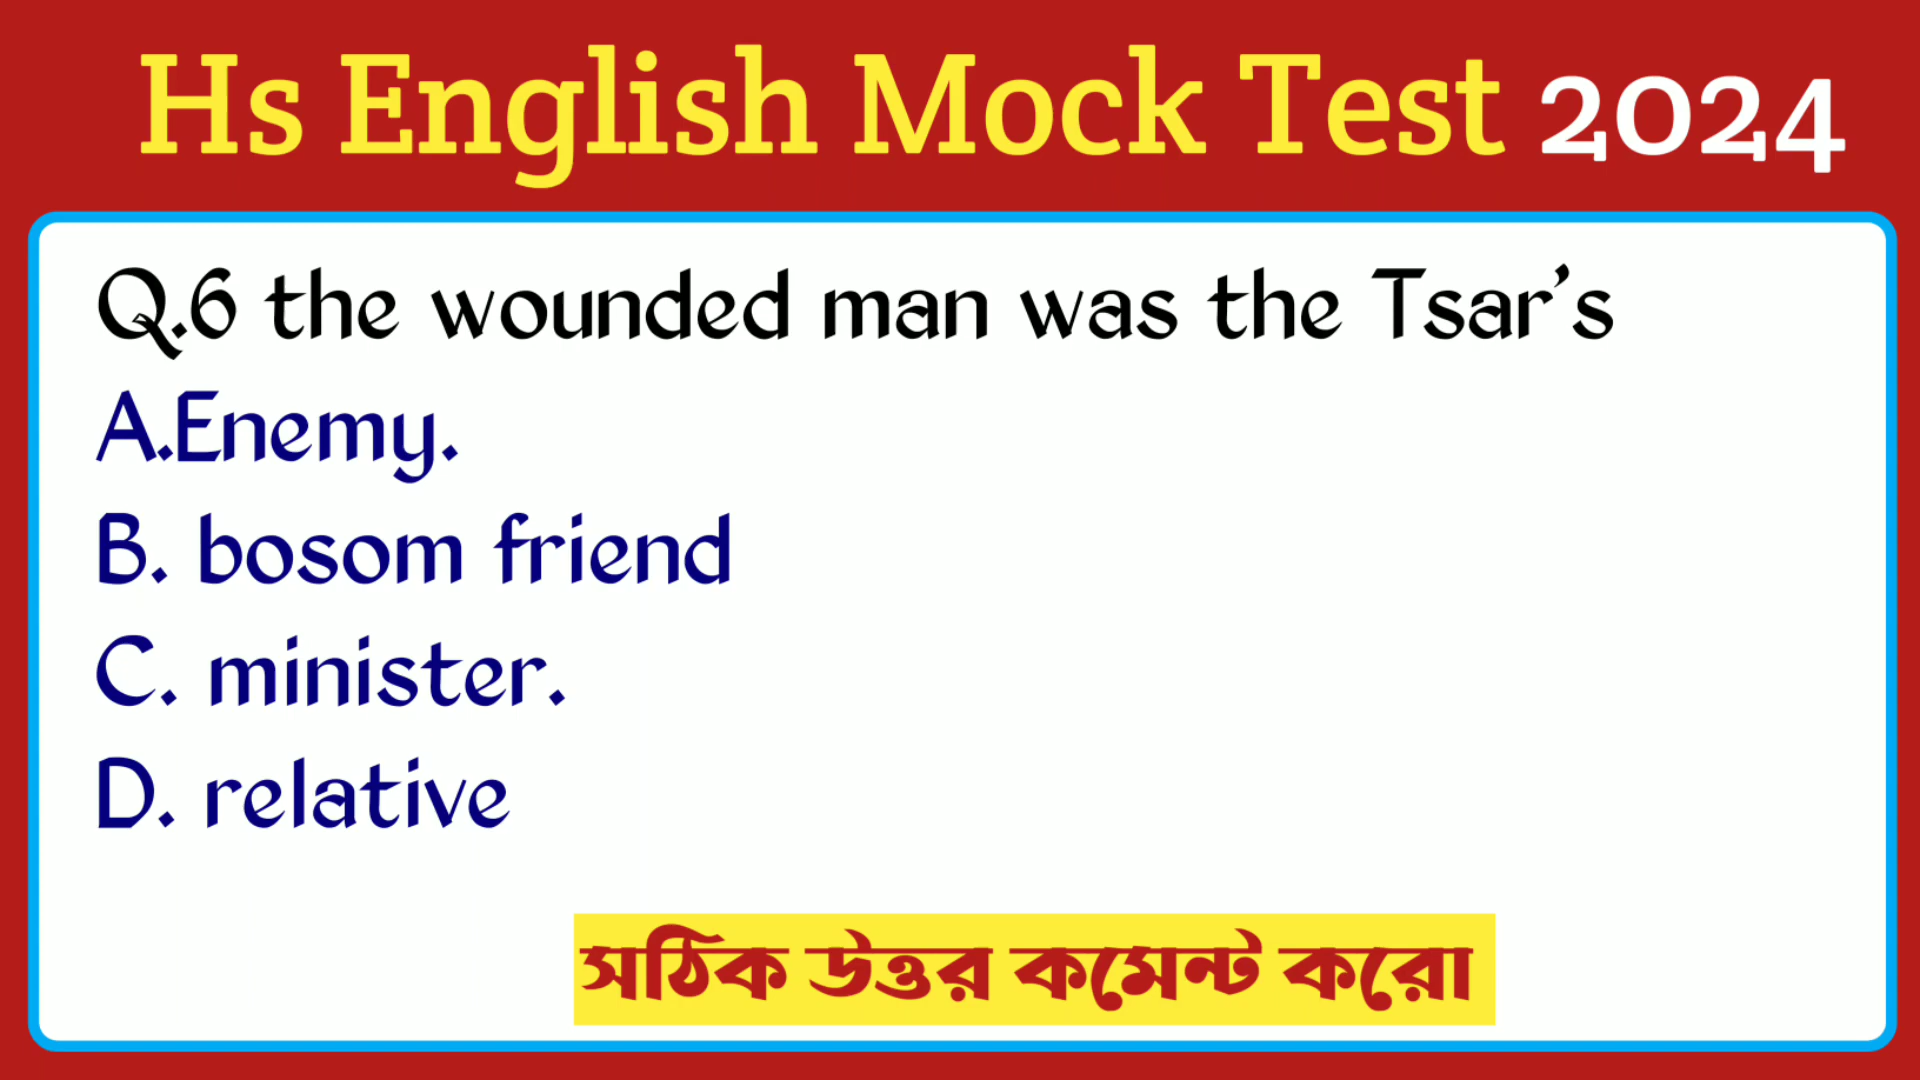 Hs English Mock Test 2024
Q.6 the wounded man was the Tsar's
A.Enemy.
B. bosom friend
C. minister.
D. relative
সঠিক উত্তর কমেন্ট করো